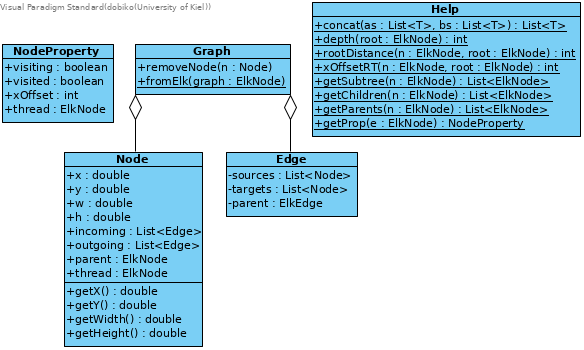 Visual Paradigm Standard(dobiko(University of Kiel))
NodeProperty
+visiting : boolean
+visited : boolean
+xOffset : int
+thread : ElkNode
Graph
+removeNode(n : Node)
+fromElk(graph : ElkNode)
Help
+concat(as : List<T>, bs : List<T>) : List<T>
+depth(root : ElkNode) : int
+rootDistance(n : ElkNode, root : ElkNode) : int
+xOffsetRT(n : ElkNode, root : ElkNode) : int
+getSubtree(n : ElkNode) : List<ElkNode>
+getChildren(n : ElkNode) : List<ElkNode>
+getParents(n : ElkNode) : List<ElkNode>
+getProp(e : ElkNode) : NodeProperty
Node
+x : double
+y : double
+w : double
+h : double
+incoming : List<Edge>
+outgoing : List<Edge>
+parent : ElkNode
+thread : ElkNode
+getX() : double
+getY() : double
+getWidth() : double
+getHeight() : double
Edge
-sources : List<Node>
-targets : List<Node>
-parent : ElkEdge